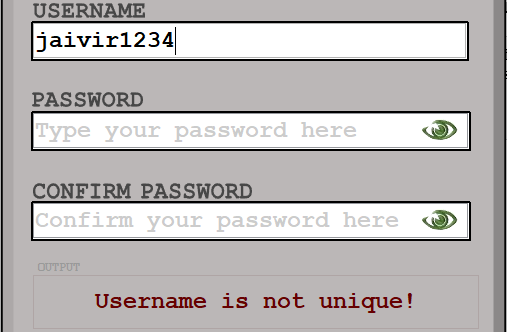 USERNAME
jaivir1234
PASSWORD
Type your password here
CONFIRM PASSWORD
Confirm your password here
OUTPUT
Username is not unique!